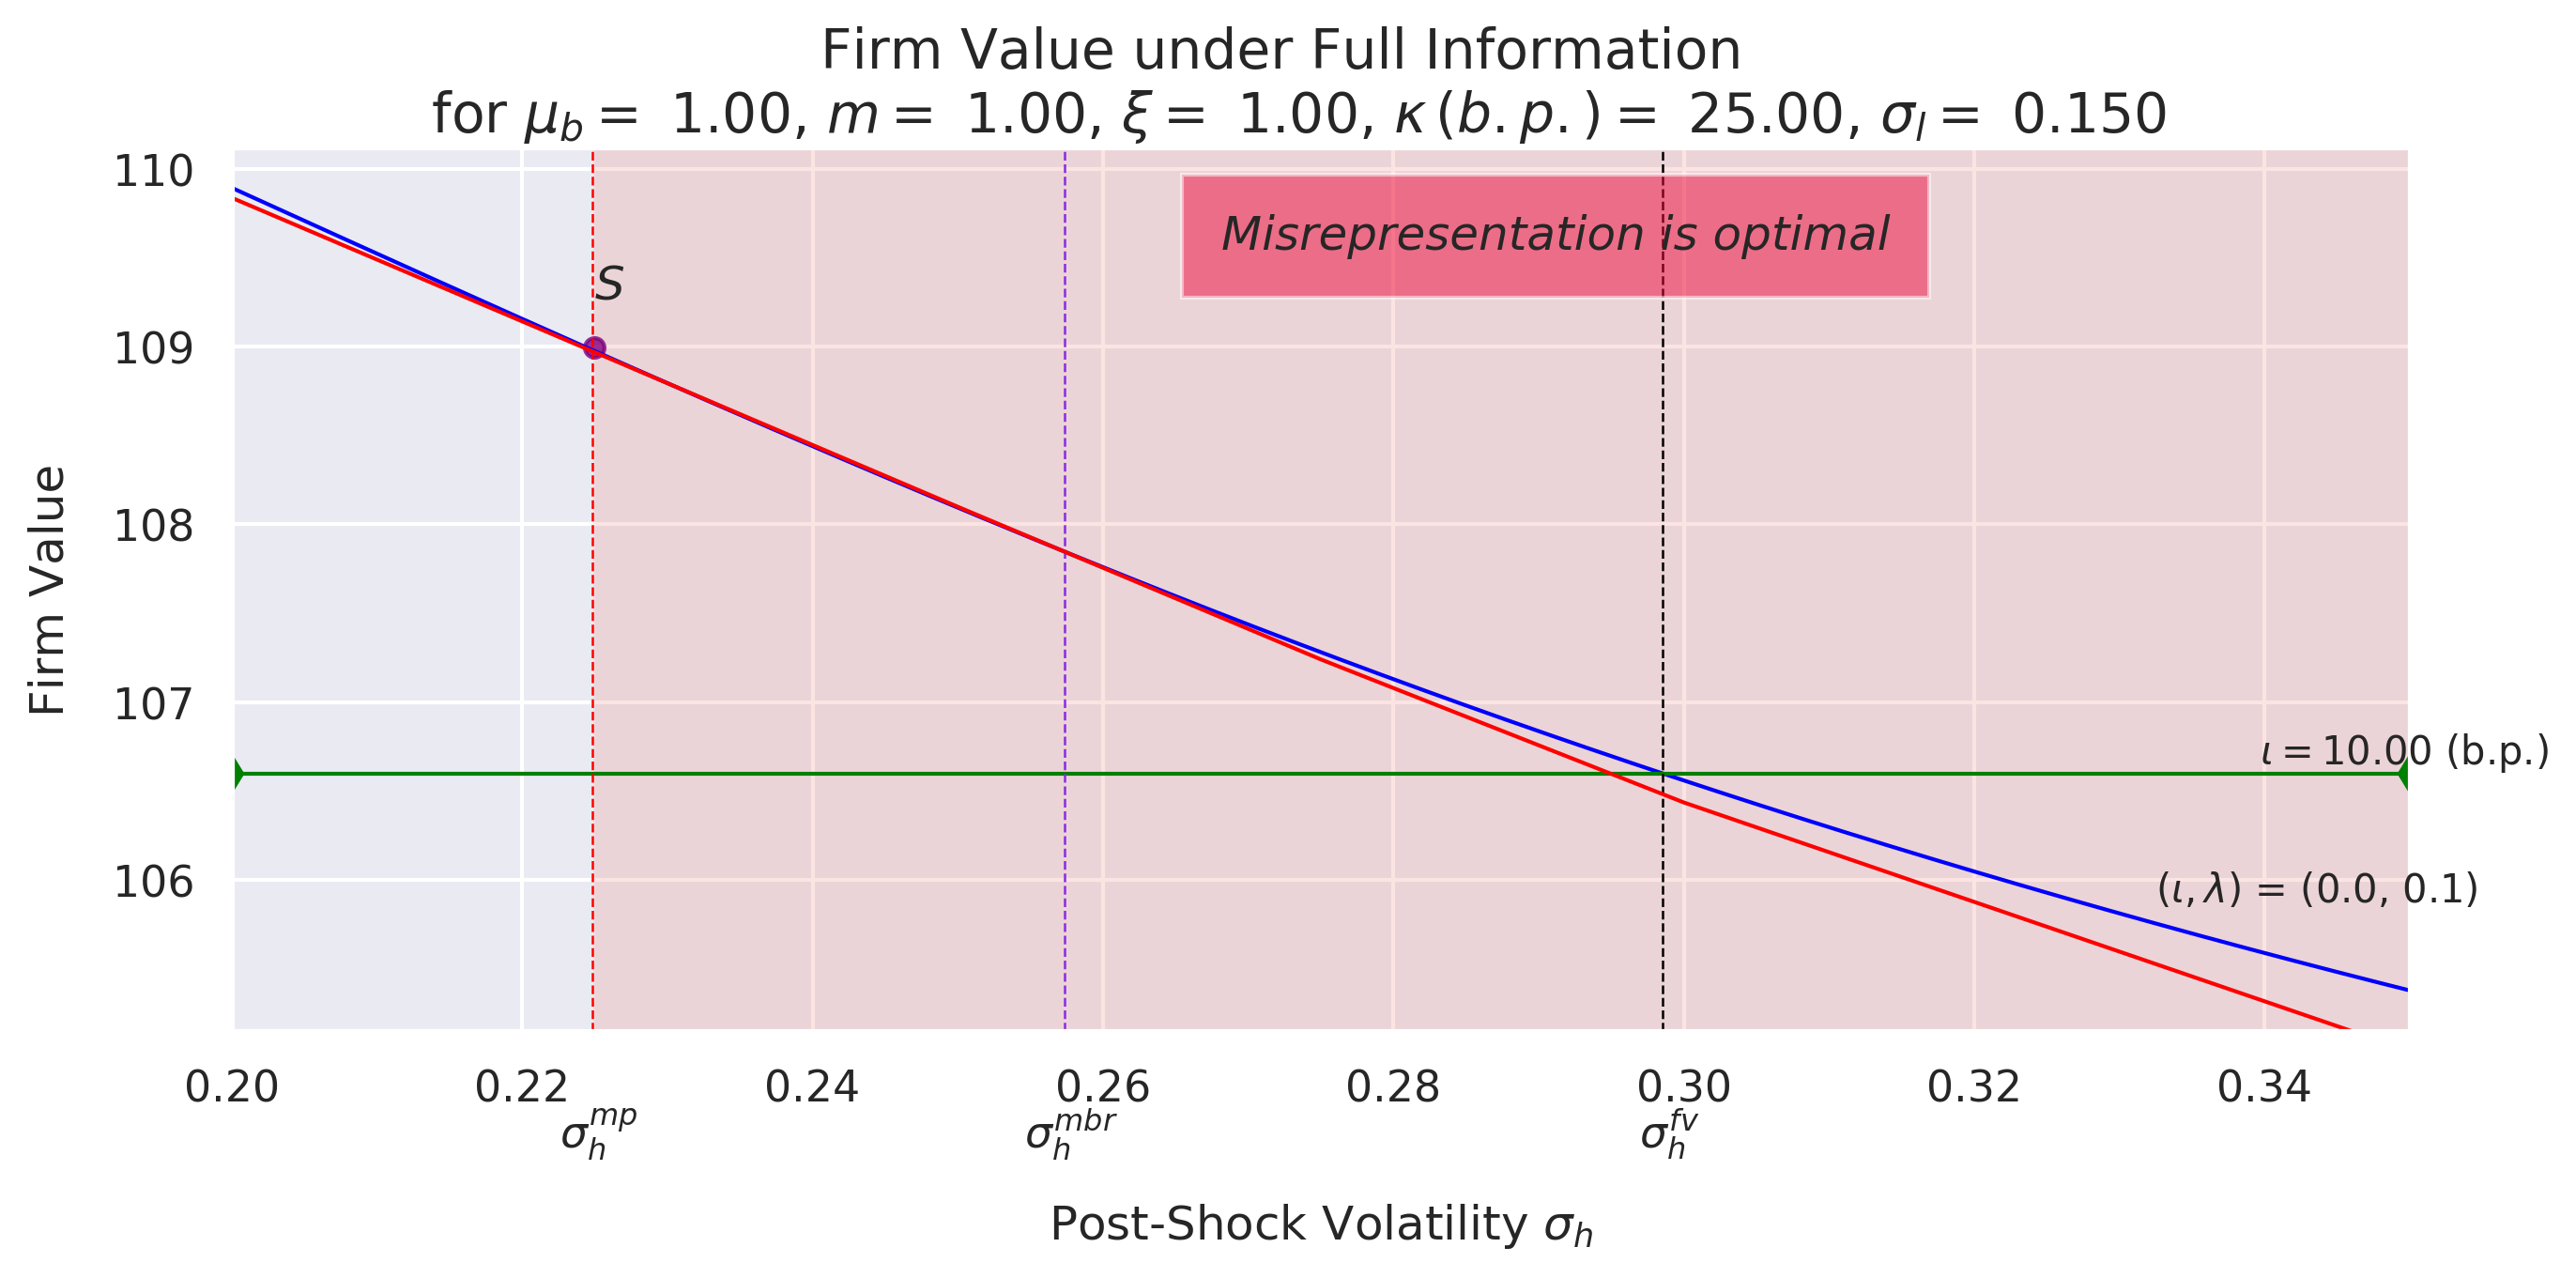 Firm Value under Full Information
for μ_b = 1.00, m = 1.00, ξ = 1.00, κ (b.p.) = 25.00, σ_l = 0.150
110
109
108
107
106
Firm Value
Misrepresentation is optimal
S
ι = 10.00 (b.p.)
(ι, λ) = (0.0, 0.1)
0.20 0.22 0.24 0.26 0.28 0.30 0.32 0.34
σ_h^{mp} σ_h^{mbr} σ_h^{fv}
Post-Shock Volatility σ_h